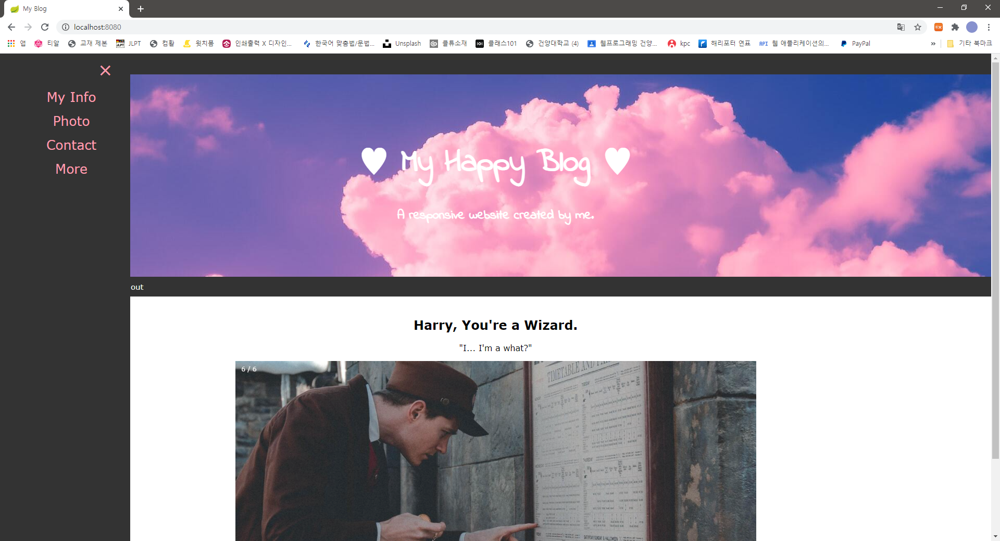 My Blog
localhost:8080
앱 티알 교재 제본 JLPT 컴활 윗치폼 인쇄출력 X 디자인... 한국어 맞춤법/문법... Unsplash 클튜소재 클래스101 건양대학교 (4) 웹프로그래밍 건양... kpc 해리포터 연표 API 웹 애플리케이션의... PayPal » 기타 북마크
My Info
Photo
Contact
More
♥ My Happy Blog ♥
A responsive website created by me.
out
Harry, You're a Wizard.
"I... I'm a what?"
6 / 6
TIMETABLE AND